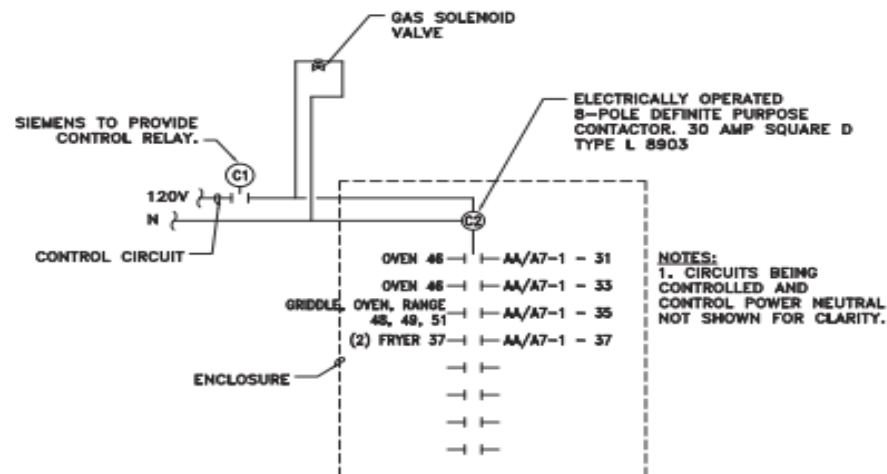 GAS SOLENOID
VALVE
SIEMENS TO PROVIDE
CONTROL RELAY.
ELECTRICALLY OPERATED
8-POLE DEFINITE PURPOSE
CONTACTOR. 30 AMP SQUARE D
TYPE L 8903
C1
120V
N
C2
CONTROL CIRCUIT
OVEN 46 AA/A7-1 - 31
OVEN 46 AA/A7-1 - 33
GRIDDLE, OVEN, RANGE
48, 49, 51 AA/A7-1 - 35
(2) FRYER 37 AA/A7-1 - 37
ENCLOSURE
NOTES:
1. CIRCUITS BEING
CONTROLLED AND
CONTROL POWER NEUTRAL
NOT SHOWN FOR CLARITY.